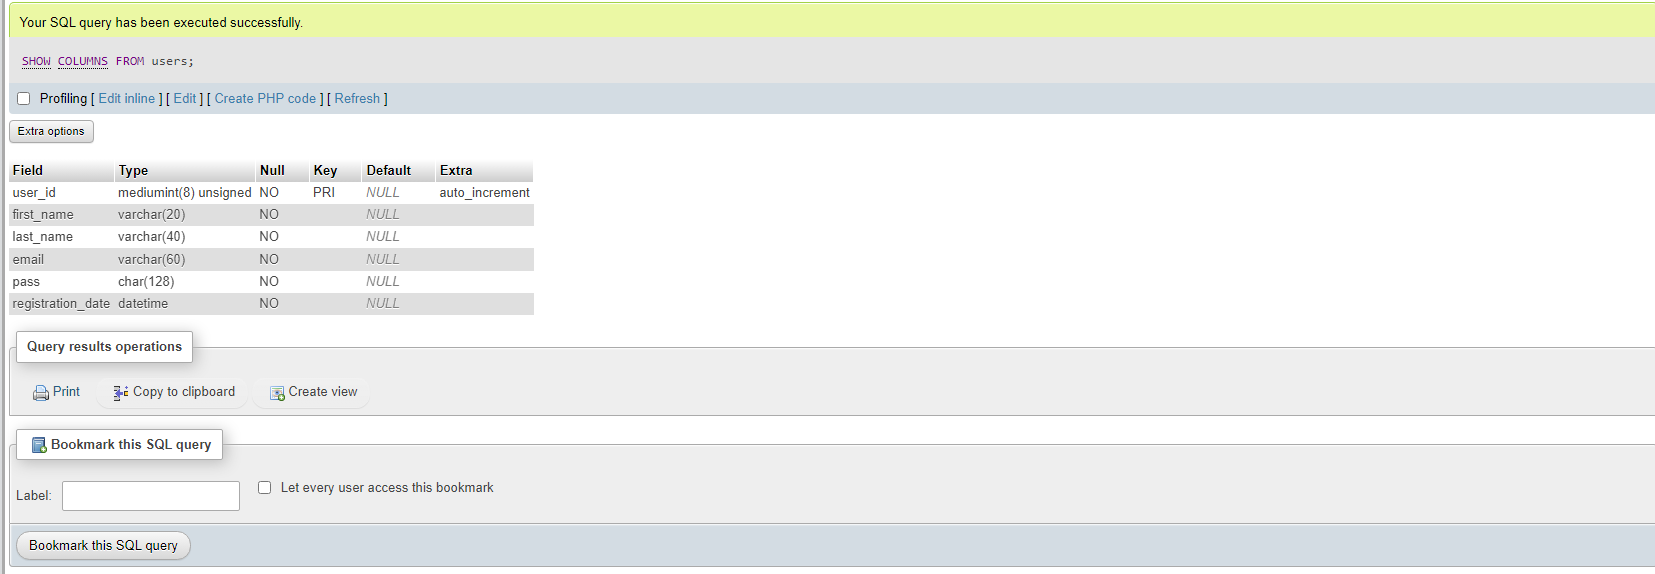 Your SQL query has been executed successfully.
SHOW COLUMNS FROM users;
Profiling [ Edit inline ] [ Edit ] [ Create PHP code ] [ Refresh ]
Extra options
Field Type Null Key Default Extra
user_id mediumint(8) unsigned NO PRI NULL auto_increment
first_name varchar(20) NO NULL
last_name varchar(40) NO NULL
email varchar(60) NO NULL
pass char(128) NO NULL
registration_date datetime NO NULL
Query results operations
Print Copy to clipboard Create view
Bookmark this SQL query
Label: Let every user access this bookmark
Bookmark this SQL query